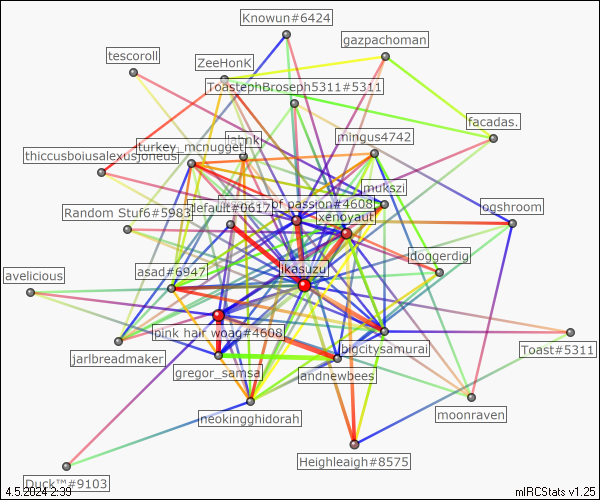 Knowun#6424
gazpachoman
tescoroll
ZeeHonK
ToastephBroseph5311#5311
facadas.
mingus4742
turkey_mcnugget
thiccusboiusalexusjoneus
mukszi
of passion#4608
ogshroom
Random Stuf6#5983
default#0617
xenoyaut
doggerdig
asad#6947
ikasuzu
avelicious
pink hair woag#4608
bigcitysamurai
Toast#5311
jarlbreadmaker
gregor_samsa
andnewbees
moonraven
neokingghidorah
Heighleaigh#8575
Duck™#9103
4.5.2024 2:39
mIRCStats v1.25